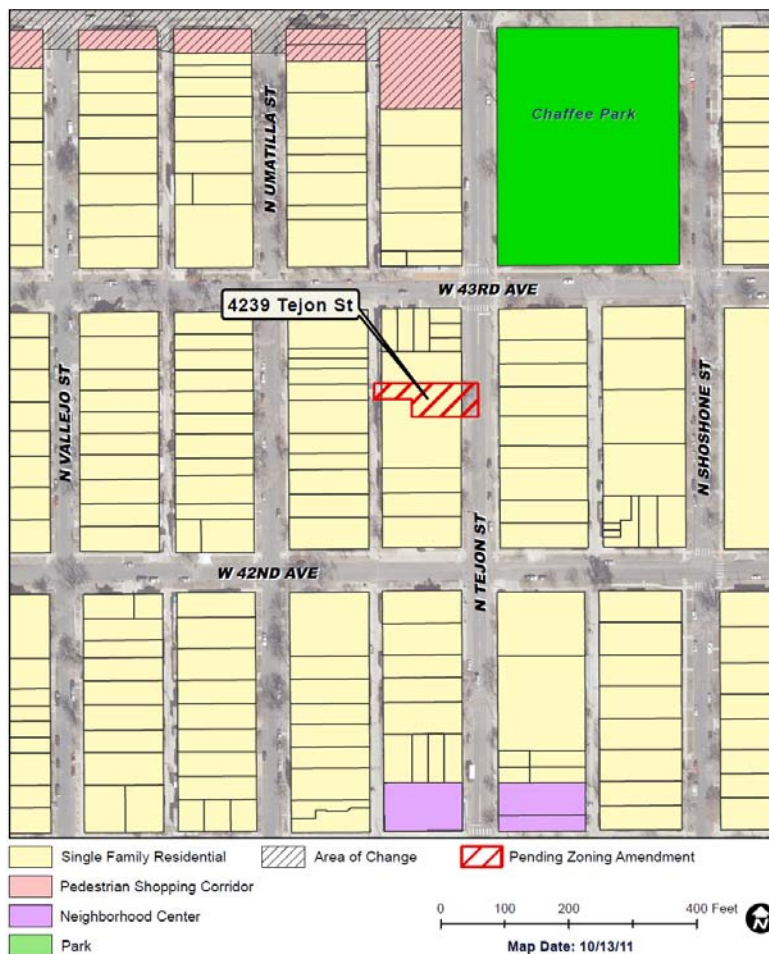 Chaffee Park
N UMATILLA ST
W 43RD AVE
4239 Tejon St
N VALLEJO ST
N SHOSHONE ST
N TEJON ST
W 42ND AVE
Single Family Residential
Area of Change
Pending Zoning Amendment
Pedestrian Shopping Corridor
Neighborhood Center
Park
0 100 200 400 Feet
N
Map Date: 10/13/11